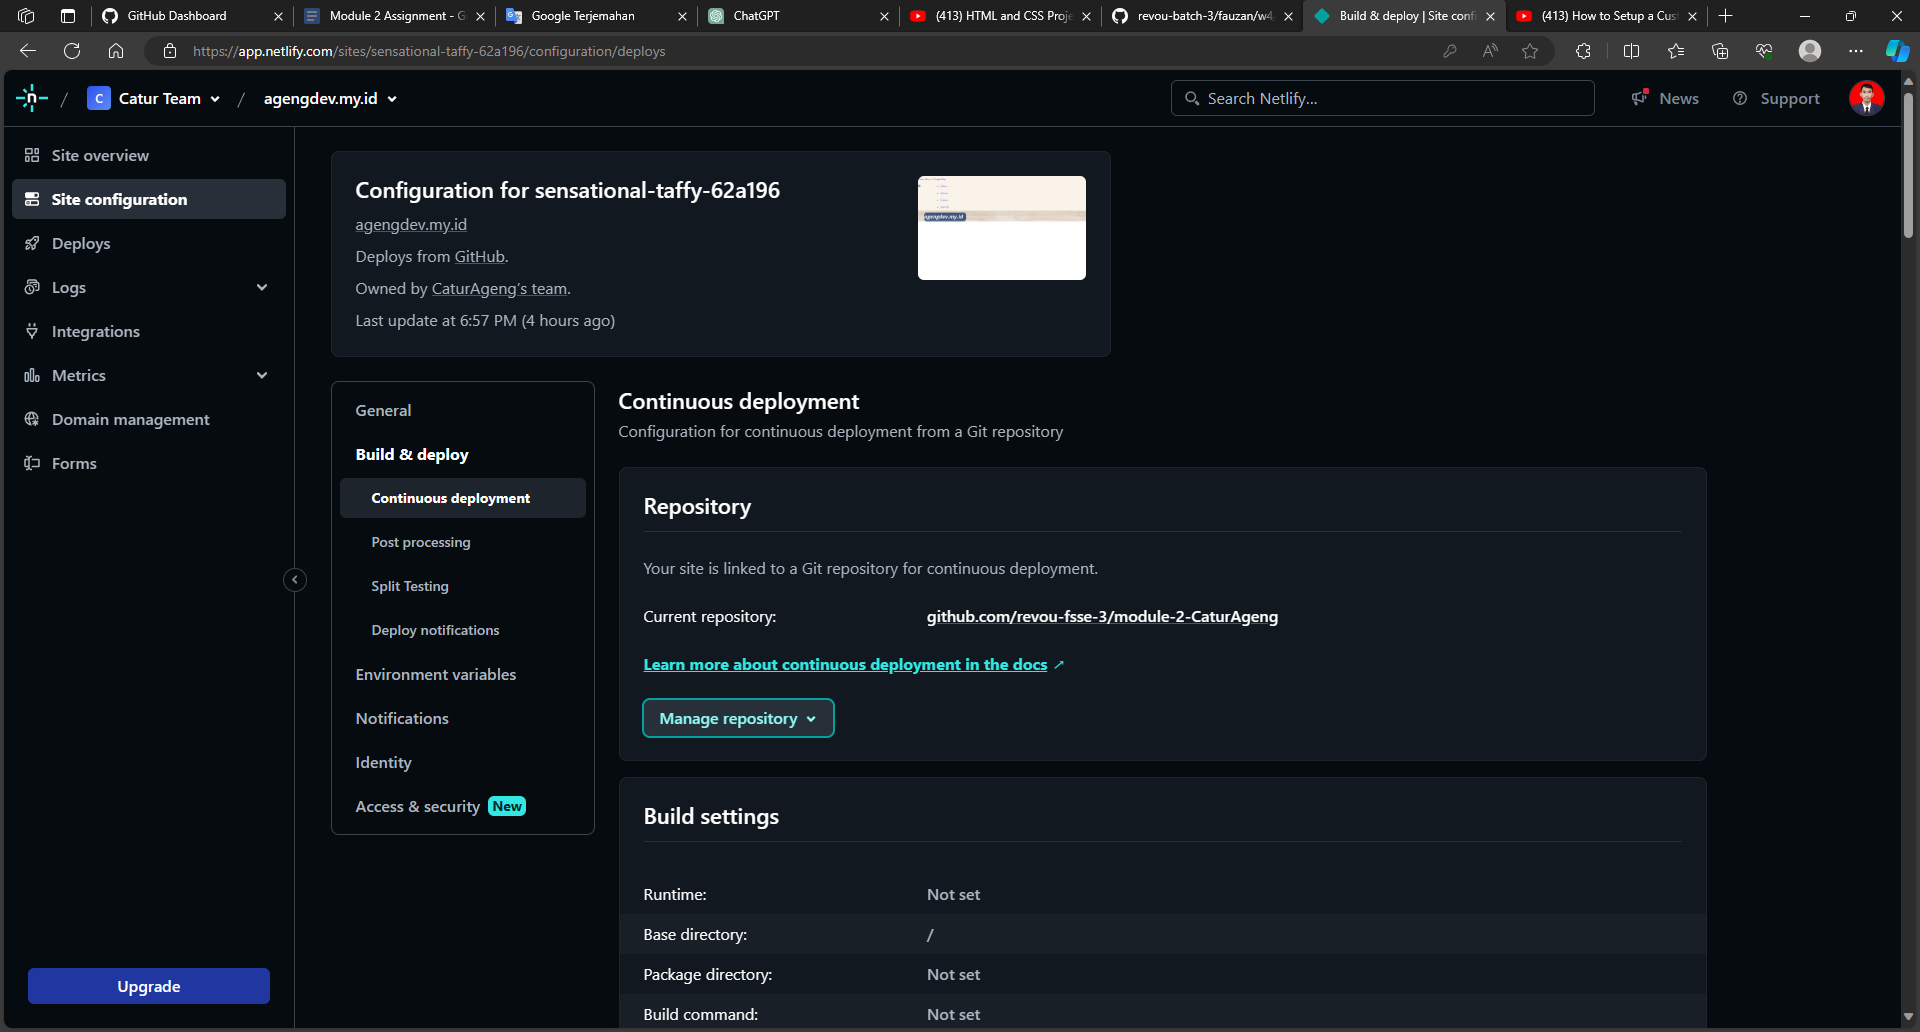 GitHub Dashboard
Module 2 Assignment - G
Google Terjemahan
ChatGPT
(413) HTML and CSS Proje
revou-batch-3/fauzan/w4
Build & deploy | Site confi
(413) How to Setup a Cust
https://app.netlify.com/sites/sensational-taffy-62a196/configuration/deploys
/ C Catur Team / agengdev.my.id
Search Netlify...
News
Support
Site overview
Site configuration
Deploys
Logs
Integrations
Metrics
Domain management
Forms
Upgrade
Configuration for sensational-taffy-62a196
agengdev.my.id
Deploys from GitHub.
Owned by CaturAgeng's team.
Last update at 6:57 PM (4 hours ago)
agengdev.my.id
General
Build & deploy
Continuous deployment
Post processing
Split Testing
Deploy notifications
Environment variables
Notifications
Identity
Access & security New
Continuous deployment
Configuration for continuous deployment from a Git repository
Repository
Your site is linked to a Git repository for continuous deployment.
Current repository: github.com/revou-fsse-3/module-2-CaturAgeng
Learn more about continuous deployment in the docs ↗
Manage repository
Build settings
Runtime: Not set
Base directory: /
Package directory: Not set
Build command: Not set